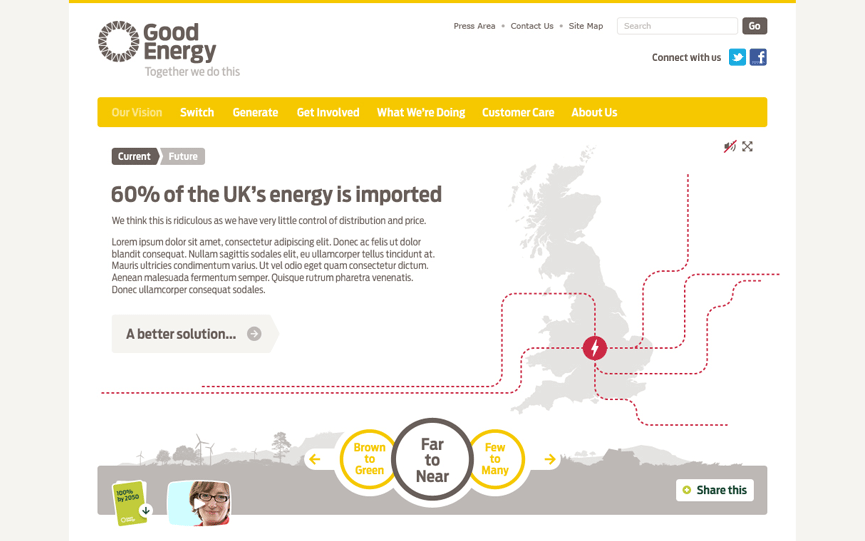 Good
Energy
Together we do this
Press Area • Contact Us • Site Map
Search
Go
Connect with us
Our Vision Switch Generate Get Involved What We're Doing Customer Care About Us
Current Future
60% of the UK's energy is imported
We think this is ridiculous as we have very little control of distribution and price.
Lorem ipsum dolor sit amet, consectetur adipiscing elit. Donec ac felis ut dolor
blandit consequat. Nullam sagittis sodales elit, eu ullamcorper tellus tincidunt at.
Mauris ultricies condimentum varius. Ut vel odio eget quam consectetur dictum.
Aenean malesuada fermentum semper. Quisque rutrum pharetra venenatis.
Donec ullamcorper consequat sodales.
A better solution...
Brown
to
Green
Far
to
Near
Few
to
Many
100%
by 2050
Share this